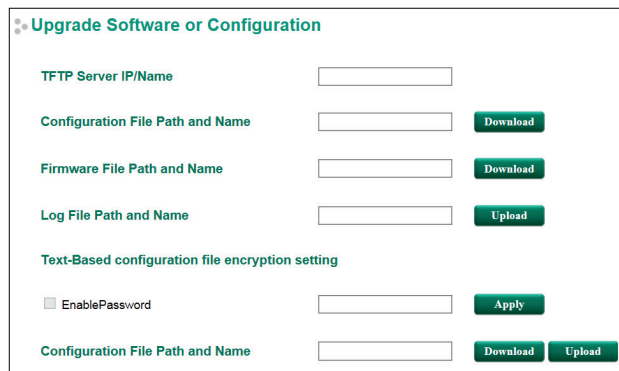 Upgrade Software or Configuration
TFTP Server IP/Name
Configuration File Path and Name Download
Firmware File Path and Name Download
Log File Path and Name Upload
Text-Based configuration file encryption setting
EnablePassword Apply
Configuration File Path and Name Download Upload